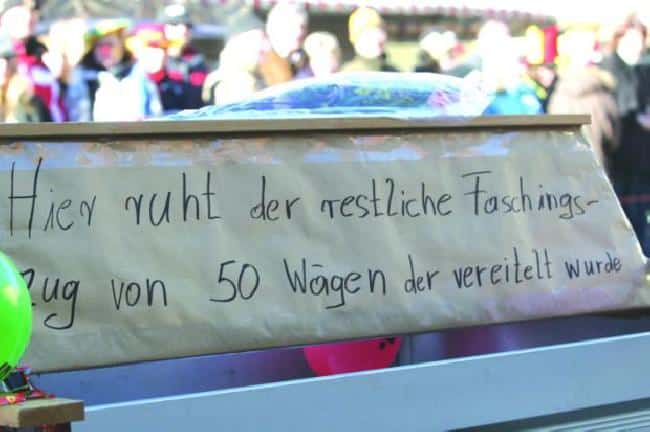 Hier ruht der restliche Faschings-
zug von 50 Wägen der vereitelt wurde